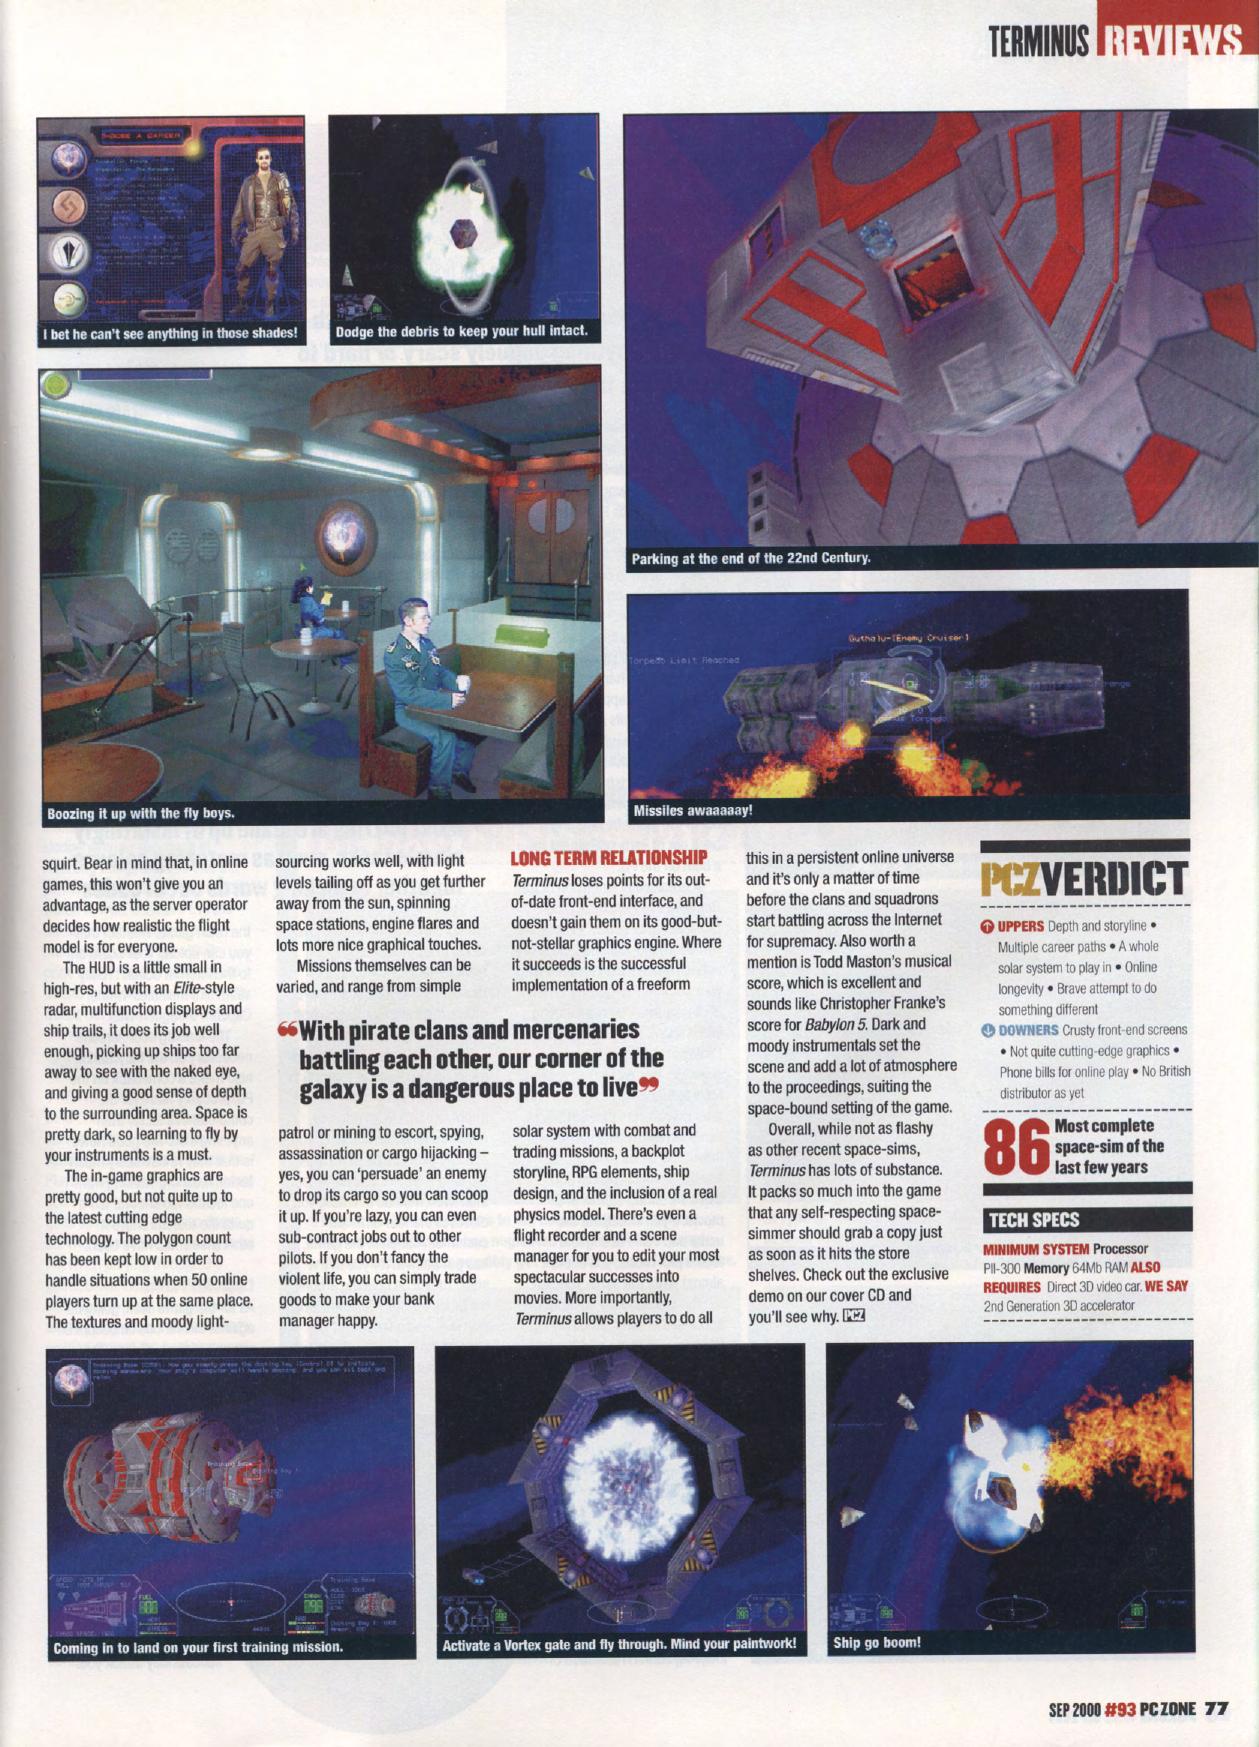 TERMINUS REVIEWS
CHOOSE A CAREER
I bet he can't see anything in those shades!
Dodge the debris to keep your hull intact.
Parking at the end of the 22nd Century.
Boozing it up with the fly boys.
Guthalu-[Enemy Cruiser]
Torpedo Limit Reached
range
Torpedo
Missiles awaaaaay!
squirt. Bear in mind that, in online
games, this won't give you an
advantage, as the server operator
decides how realistic the flight
model is for everyone.
The HUD is a little small in
high-res, but with an Elite-style
radar, multifunction displays and
ship trails, it does its job well
enough, picking up ships too far
away to see with the naked eye,
and giving a good sense of depth
to the surrounding area. Space is
pretty dark, so learning to fly by
your instruments is a must.
The in-game graphics are
pretty good, but not quite up to
the latest cutting edge
technology. The polygon count
has been kept low in order to
handle situations when 50 online
players turn up at the same place.
The textures and moody light-
sourcing works well, with light
levels tailing off as you get further
away from the sun, spinning
space stations, engine flares and
lots more nice graphical touches.
Missions themselves can be
varied, and range from simple
“With pirate clans and mercenaries
battling each other, our corner of the
galaxy is a dangerous place to live”
patrol or mining to escort, spying,
assassination or cargo hijacking –
yes, you can 'persuade' an enemy
to drop its cargo so you can scoop
it up. If you're lazy, you can even
sub-contract jobs out to other
pilots. If you don't fancy the
violent life, you can simply trade
goods to make your bank
manager happy.
LONG TERM RELATIONSHIP
Terminus loses points for its out-
of-date front-end interface, and
doesn't gain them on its good-but-
not-stellar graphics engine. Where
it succeeds is the successful
implementation of a freeform
solar system with combat and
trading missions, a backplot
storyline, RPG elements, ship
design, and the inclusion of a real
physics model. There's even a
flight recorder and a scene
manager for you to edit your most
spectacular successes into
movies. More importantly,
Terminus allows players to do all
this in a persistent online universe
and it's only a matter of time
before the clans and squadrons
start battling across the Internet
for supremacy. Also worth a
mention is Todd Maston's musical
score, which is excellent and
sounds like Christopher Franke's
score for Babylon 5. Dark and
moody instrumentals set the
scene and add a lot of atmosphere
to the proceedings, suiting the
space-bound setting of the game.
Overall, while not as flashy
as other recent space-sims,
Terminus has lots of substance.
It packs so much into the game
that any self-respecting space-
simmer should grab a copy just
as soon as it hits the store
shelves. Check out the exclusive
demo on our cover CD and
you'll see why. PCZ
PCZVERDICT
UPPERS Depth and storyline •
Multiple career paths • A whole
solar system to play in • Online
longevity • Brave attempt to do
something different
DOWNERS Crusty front-end screens
• Not quite cutting-edge graphics •
Phone bills for online play • No British
distributor as yet
86 Most complete
space-sim of the
last few years
TECH SPECS
MINIMUM SYSTEM Processor
PII-300 Memory 64Mb RAM ALSO
REQUIRES Direct 3D video car. WE SAY
2nd Generation 3D accelerator
Coming in to land on your first training mission.
Activate a Vortex gate and fly through. Mind your paintwork!
Ship go boom!
SEP 2000 #93 PC ZONE 77